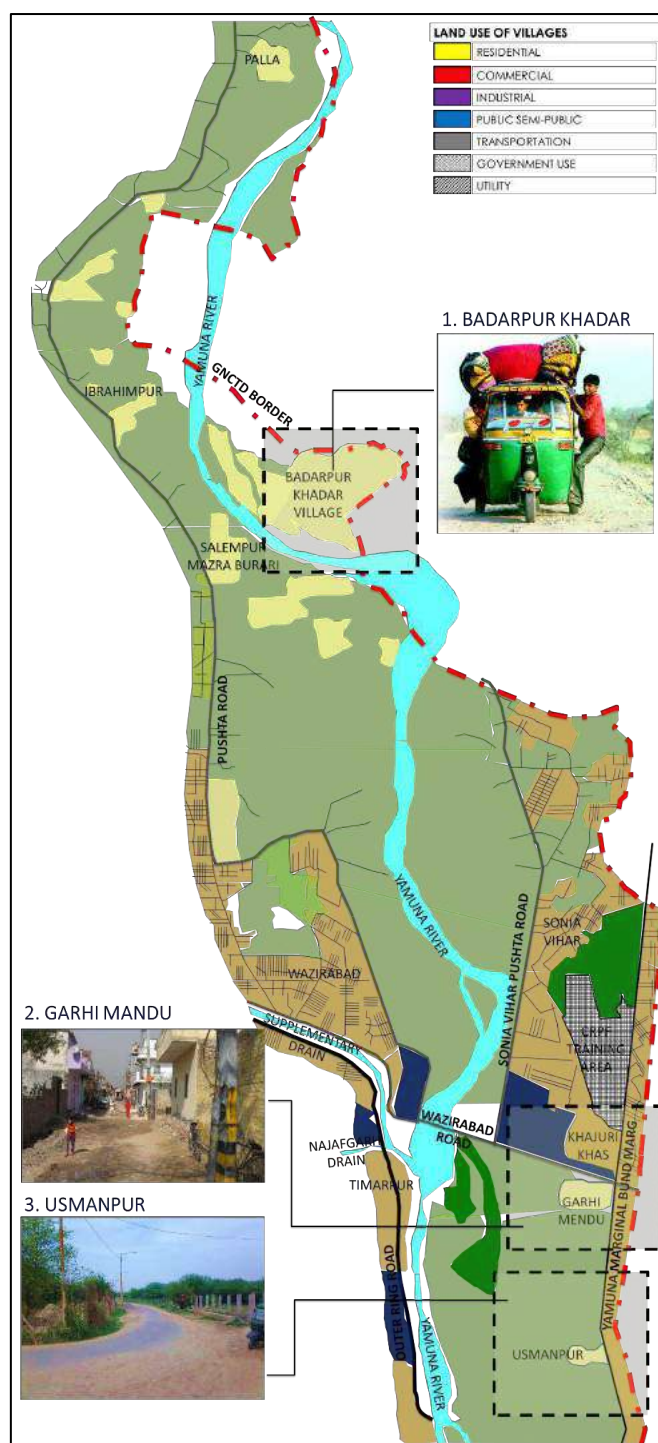 LAND USE OF VILLAGES
RESIDENTIAL
COMMERCIAL
INDUSTRIAL
PUBLIC SEMI-PUBLIC
TRANSPORTATION
GOVERNMENT USE
UTILITY
PALLA
YAMUNA RIVER
1. BADARPUR KHADAR
GNCTD BORDER
IBRAHIMPUR
BADARPUR
KHADAR
VILLAGE
SALEMPUR
MAZRA BURARI
PUSHTA ROAD
YAMUNA RIVER
SONIA VIHAR PUSHTA ROAD
SONIA
VIHAR
WAZIRABAD
CRPF
TRAINING
AREA
2. GARHI MANDU
SUPPLEMENTARY
DRAIN
WAZIRABAD
ROAD
KHAJURI
KHAS
NAJAFGARH
DRAIN
TIMARPUR
GARHI
MENDU
YAMUNA MARGINAL BUND MARG
3. USMANPUR
OUTER RING ROAD
USMANPUR
YAMUNA RIVER